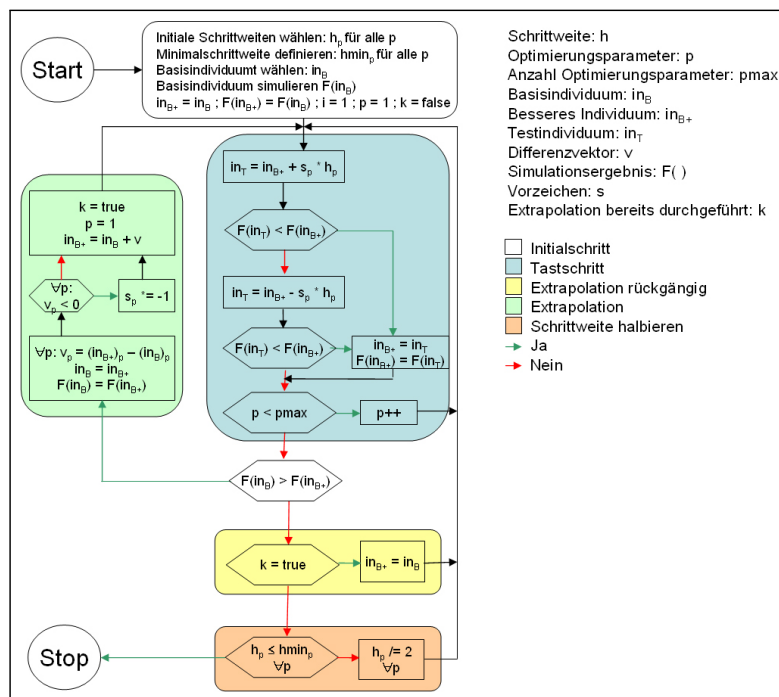 Start
Initiale Schrittweiten wählen: hp für alle p
Minimalschrittweite definieren: hminp für alle p
Basisindividuumt wählen: inB
Basisindividuum simulieren F(inB)
inB+ = inB ; F(inB+) = F(inB) ; i = 1 ; p = 1 ; k = false
Schrittweite: h
Optimierungsparameter: p
Anzahl Optimierungsparameter: pmax
Basisindividuum: inB
Besseres Individuum: inB+
Testindividuum: inT
Differenzvektor: v
Simulationsergebnis: F( )
Vorzeichen: s
Extrapolation bereits durchgeführt: k
Initialschritt
Tastschritt
Extrapolation rückgängig
Extrapolation
Schrittweite halbieren
Ja
Nein
inT = inB+ + sp * hp
F(inT) < F(inB+)
inT = inB+ - sp * hp
F(inT) < F(inB+)
inB+ = inT
F(inB+) = F(inT)
p < pmax
p++
k = true
p = 1
inB+ = inB + v
∀p:
vp < 0
sp *= -1
∀p: vp = (inB+)p – (inB)p
inB = inB+
F(inB) = F(inB+)
F(inB) > F(inB+)
k = true
inB+ = inB
hp ≤ hminp
∀p
hp /= 2
∀p
Stop